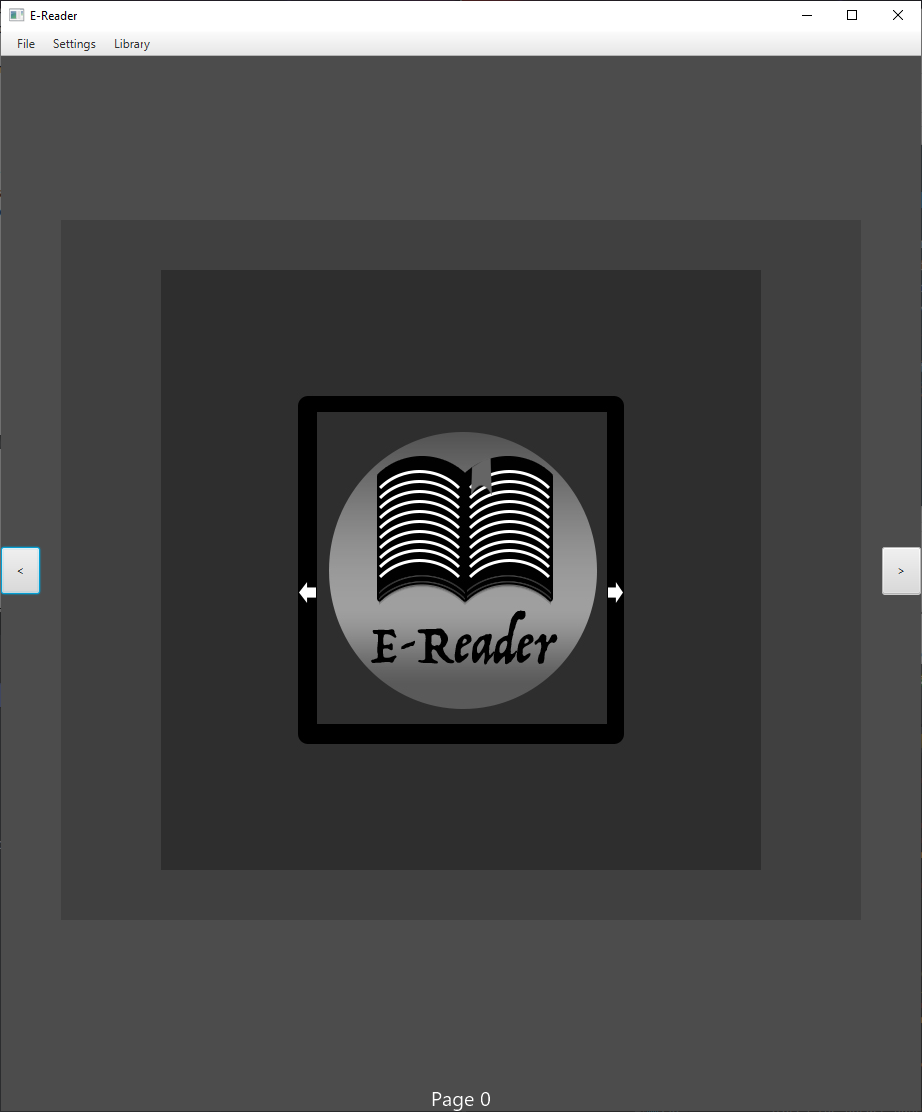 E-Reader
File Settings Library
<
>
E-Reader
Page 0